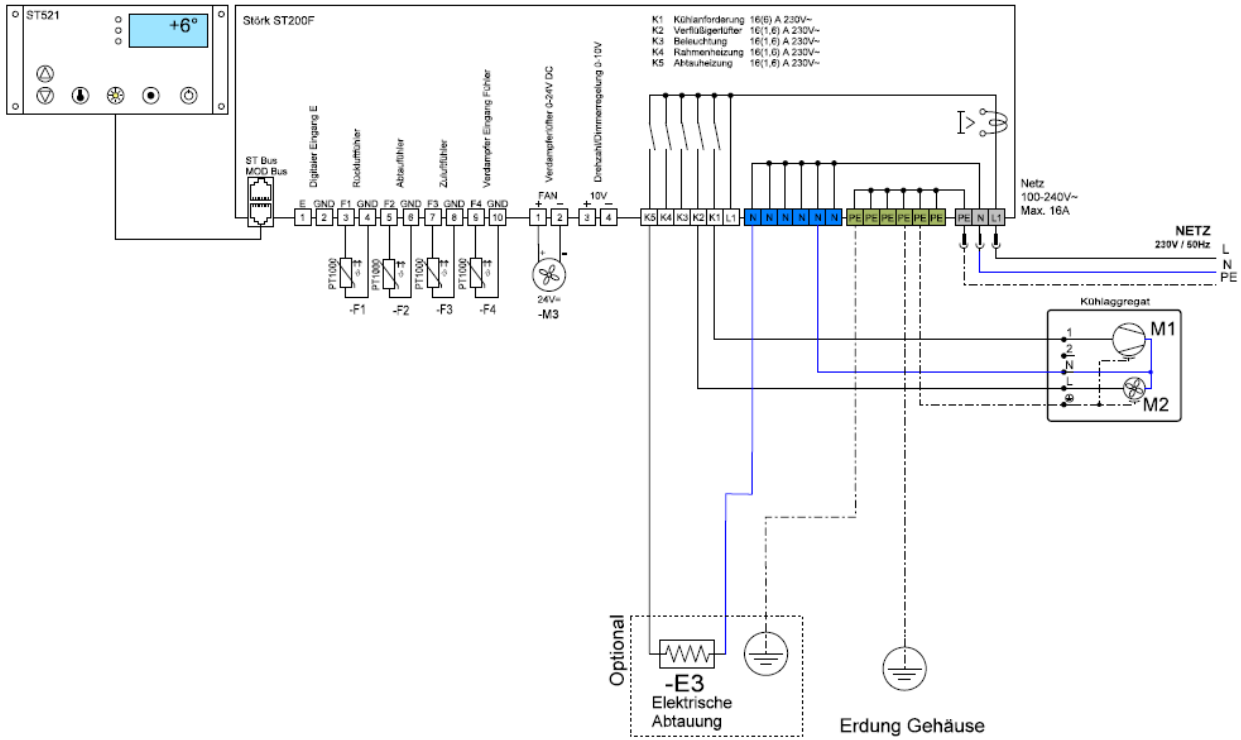 ST521
+6°
Störk ST200F
K1 Kühlanforderung 16(6) A 230V~
K2 Verflüßigerlüfter 16(1,6) A 230V~
K3 Beleuchtung 16(1,6) A 230V~
K4 Rahmenheizung 16(1,6) A 230V~
K5 Abtauheizung 16(1,6) A 230V~
Digitaler Eingang E
Rückluftfühler
Abtaufühler
Zuluftfühler
Verdampfer Eingang Fühler
Verdampferlüfter 0-24V DC
Drehzahl/Dimmerregelung 0-10V
ST Bus
MOD Bus
E GND F1 GND F2 GND F3 GND F4 GND
1 2 3 4 5 6 7 8 9 10
FAN
+ −
1 2
10V
+ −
3 4
K5 K4 K3 K2 K1 L1
N N N N N N
PE PE PE PE PE PE
PE N L1
Netz
100-240V~
Max. 16A
NETZ
230V / 50Hz
L
N
PE
PT1000
-F1
PT1000
-F2
PT1000
-F3
PT1000
-F4
+ -
24V=
-M3
Kühlaggregat
1
2
N
L
M1
M2
Optional
-E3
Elektrische
Abtauung
Erdung Gehäuse